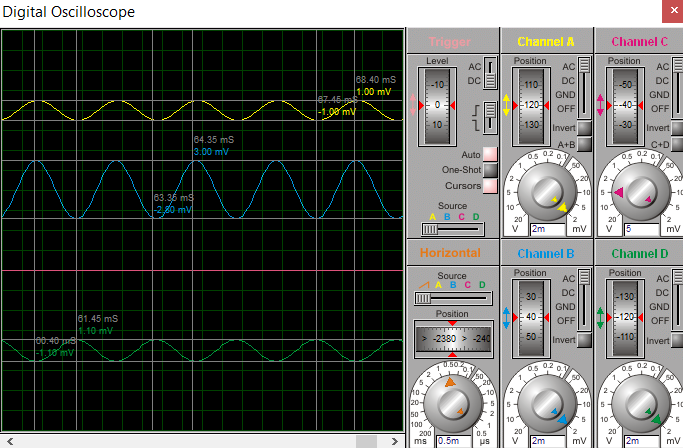 Digital Oscilloscope
68.40 mS
1.00 mV
67.45 mS
-1.00 mV
64.35 mS
3.00 mV
63.35 mS
-2.80 mV
61.45 mS
1.10 mV
60.40 mS
-1.10 mV
Trigger
Level
-10
0
10
AC
DC
Auto
One-Shot
Cursors
Source
A B C D
Channel A
Position
110
120
130
AC
DC
GND
OFF
Invert
A+B
0.5 0.2 0.1
1
2
5
10
20
V
50
20
10
5
2
mV
2m
Channel C
Position
-50
-40
-30
AC
DC
GND
OFF
Invert
C+D
0.5 0.2 0.1
1
2
5
10
20
V
50
20
10
5
2
mV
5
Horizontal
Source
A B C D
Position
> -2380 > -240
0.5
1
2
5
10
20
50
100
200
ms
0.5
µs
0.5m
Channel B
Position
30
40
50
AC
DC
GND
OFF
Invert
0.5 0.2 0.1
1
2
5
10
20
V
50
20
10
5
2
mV
2m
Channel D
Position
-130
-120
-110
AC
DC
GND
OFF
Invert
0.5 0.2 0.1
1
2
5
10
20
V
50
20
10
5
2
mV
2m